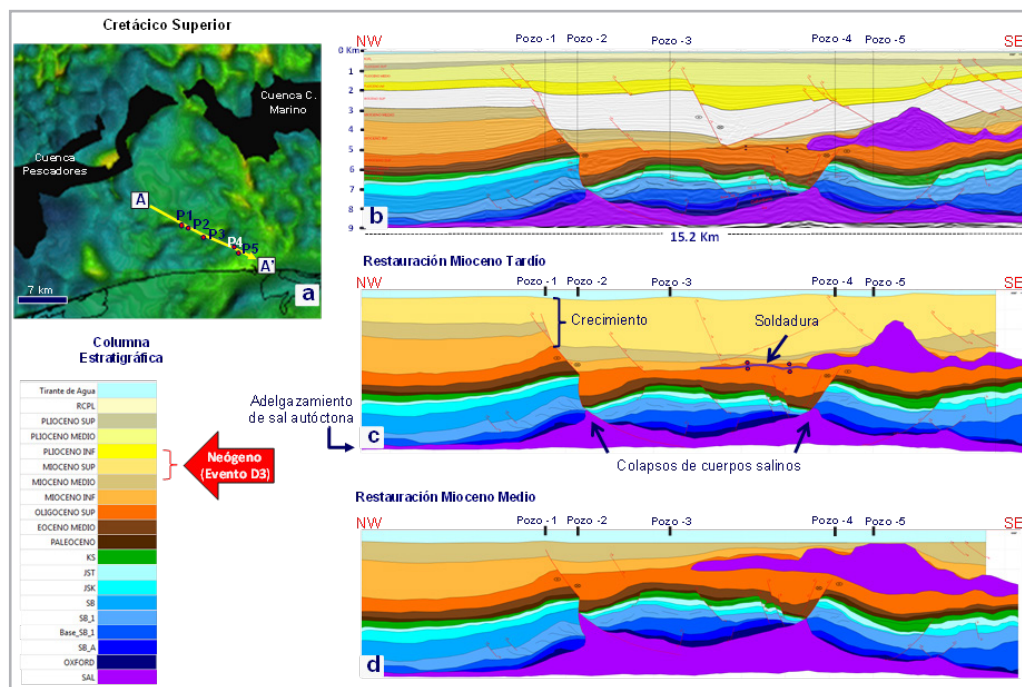 Cretácico Superior
Cuenca C.
Marino
Cuenca
Pescadores
A
P1
P2
P3
P4
P5
A'
7 km
a
NW
Pozo -1
Pozo -2
Pozo -3
Pozo -4
Pozo -5
SE
0 Km
1
2
3
4
5
6
7
8
9
b
15.2 Km
Restauración Mioceno Tardío
NW
Pozo -1
Pozo -2
Pozo -3
Pozo -4
Pozo -5
SE
Crecimiento
Soldadura
Adelgazamiento
de sal autóctona
c
Colapsos de cuerpos salinos
Columna
Estratigráfica
Tirante de Agua
RCPL
PLIOCENO SUP
PLIOCENO MEDIO
PLIOCENO INF
MIOCENO SUP
MIOCENO MEDIO
MIOCENO INF
OLIGOCENO SUP
EOCENO MEDIO
PALEOCENO
KS
JST
JSK
SB
SB_1
Base_SB_1
SB_A
OXFORD
SAL
Neógeno
(Evento D3)
Restauración Mioceno Medio
NW
Pozo -1
Pozo -2
Pozo -3
Pozo -4
Pozo -5
SE
d